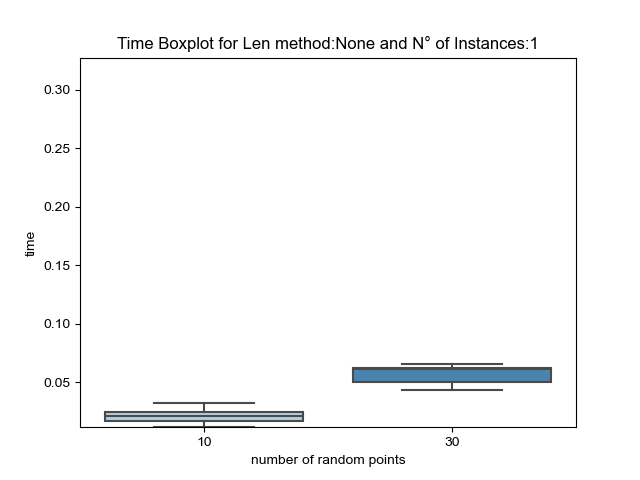 Time Boxplot for Len method:None and N° of Instances:1
0.30
0.25
0.20
0.15
0.10
0.05
time
10 30
number of random points